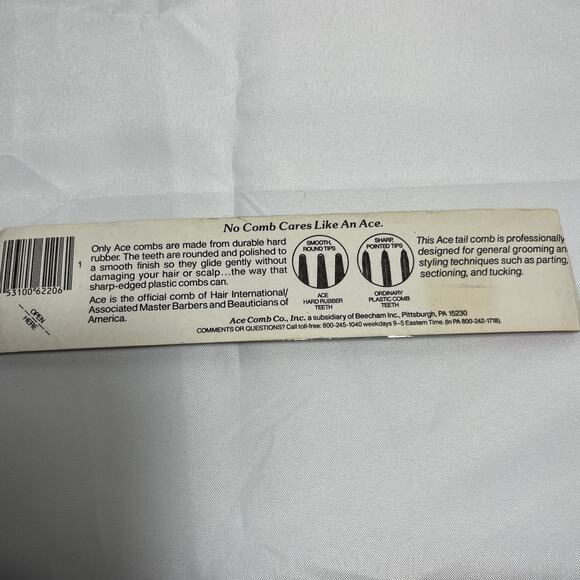 No Comb Cares Like An Ace.
Only Ace combs are made from durable hard
rubber. The teeth are rounded and polished to
a smooth finish so they glide gently without
damaging your hair or scalp...the way that
sharp-edged plastic combs can.
Ace is the official comb of Hair International/
Associated Master Barbers and Beauticians of
America.
SMOOTH,
ROUND TIPS
ACE
HARD RUBBER
TEETH
SHARP,
POINTED TIPS
ORDINARY
PLASTIC COMB
TEETH
This Ace tail comb is professionally
designed for general grooming an
styling techniques such as parting,
sectioning, and tucking.
Ace Comb Co., Inc. a subsidiary of Beecham Inc., Pittsburgh, PA 15230
COMMENTS OR QUESTIONS? Call toll-free: 800-245-1040 weekdays 9-5 Eastern Time. (In PA 800-242-1718).
53100 62206
1
OPEN
HERE